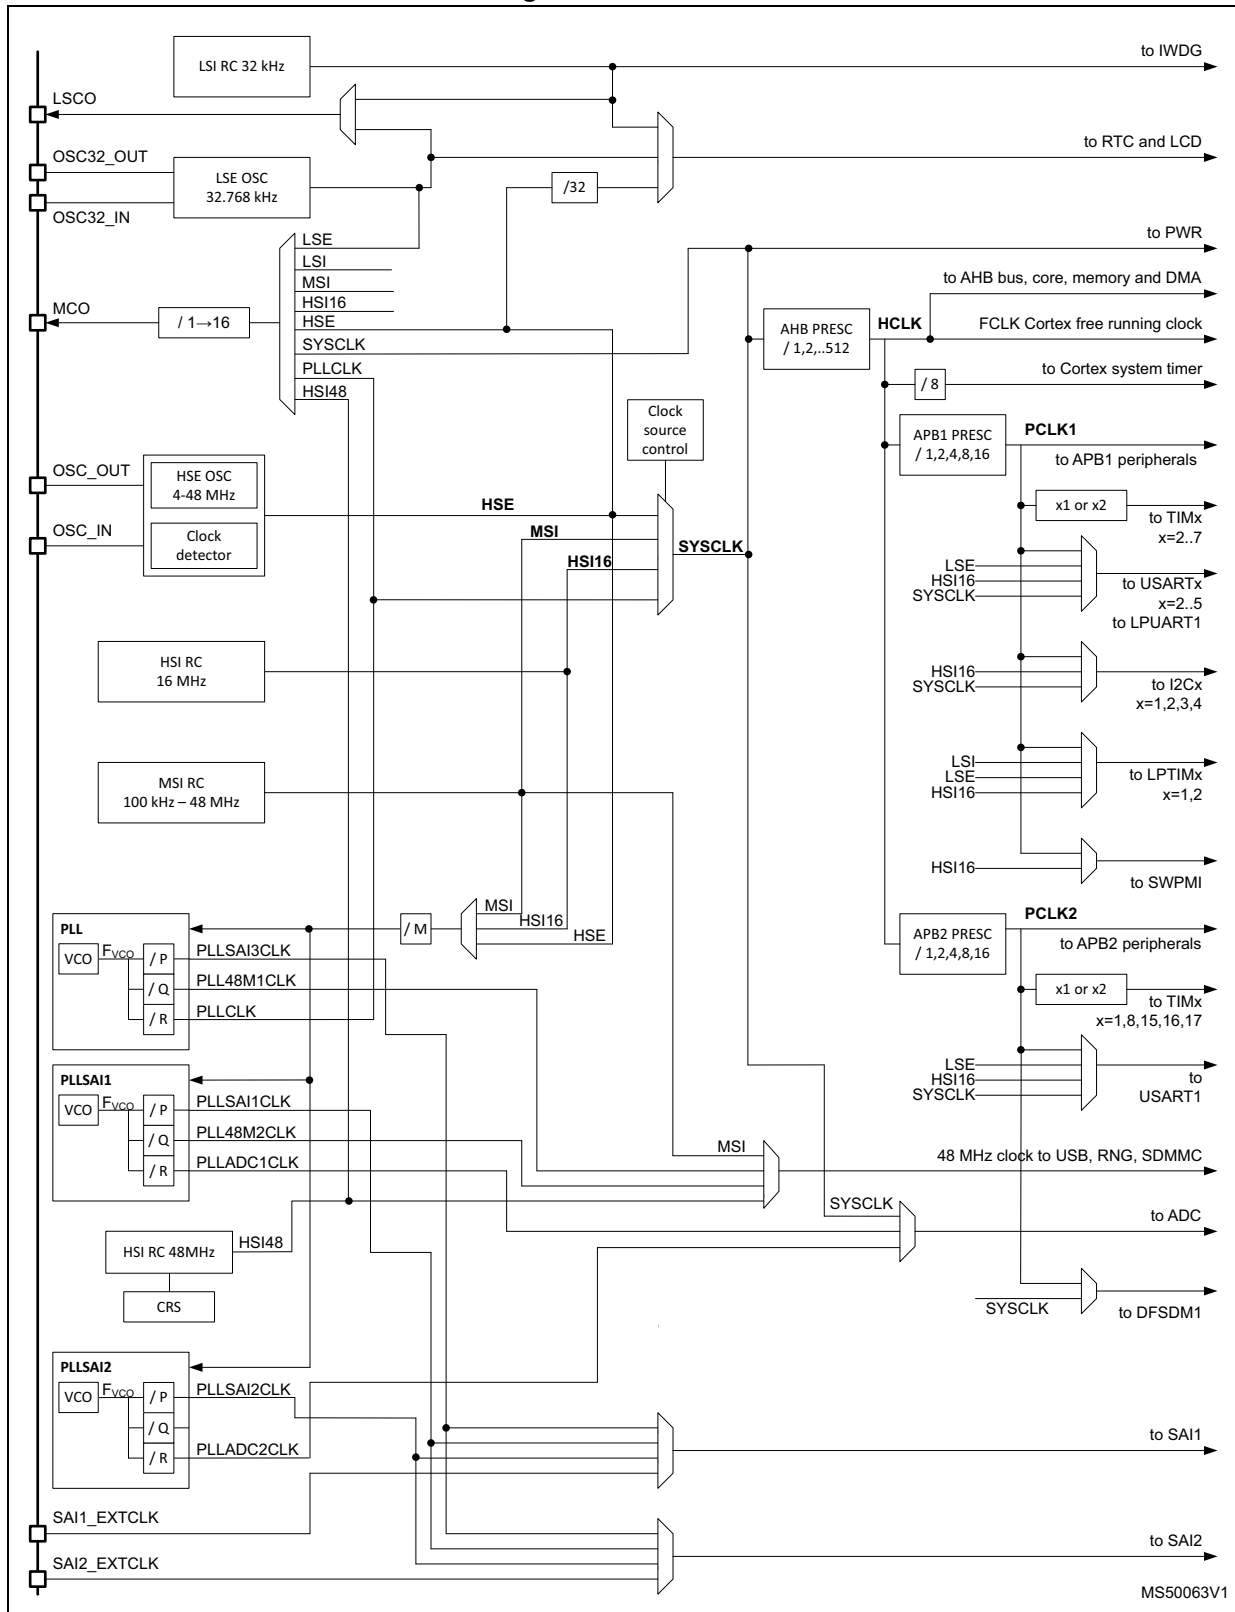 LSI RC 32 kHz
to IWDG
LSCO
OSC32_OUT
to RTC and LCD
LSE OSC
32.768 kHz
/32
OSC32_IN
LSE
to PWR
LSI
MSI
to AHB bus, core, memory and DMA
MCO
HSI16
/ 1→16
HSE
AHB PRESC
/ 1,2,..512
HCLK
FCLK Cortex free running clock
SYSCLK
PLLCLK
to Cortex system timer
HSI48
/ 8
Clock
source
control
APB1 PRESC
/ 1,2,4,8,16
PCLK1
to APB1 peripherals
OSC_OUT
HSE OSC
4-48 MHz
HSE
x1 or x2
to TIMx
x=2..7
OSC_IN
Clock
detector
MSI
SYSCLK
HSI16
LSE
HSI16
SYSCLK
to USARTx
x=2..5
to LPUART1
HSI RC
16 MHz
HSI16
SYSCLK
to I2Cx
x=1,2,3,4
MSI RC
100 kHz – 48 MHz
LSI
LSE
HSI16
to LPTIMx
x=1,2
HSI16
to SWPMI
MSI
HSI16
HSE
/ M
PLL
VCO
FVCO
/ P
PLLSAI3CLK
/ Q
PLL48M1CLK
/ R
PLLCLK
APB2 PRESC
/ 1,2,4,8,16
PCLK2
to APB2 peripherals
x1 or x2
to TIMx
x=1,8,15,16,17
PLLSAI1
VCO
FVCO
/ P
PLLSAI1CLK
/ Q
PLL48M2CLK
/ R
PLLADC1CLK
LSE
HSI16
SYSCLK
to
USART1
MSI
48 MHz clock to USB, RNG, SDMMC
SYSCLK
to ADC
HSI RC 48MHz
HSI48
CRS
SYSCLK
to DFSDM1
PLLSAI2
VCO
FVCO
/ P
PLLSAI2CLK
/ Q
/ R
PLLADC2CLK
to SAI1
SAI1_EXTCLK
to SAI2
SAI2_EXTCLK
MS50063V1